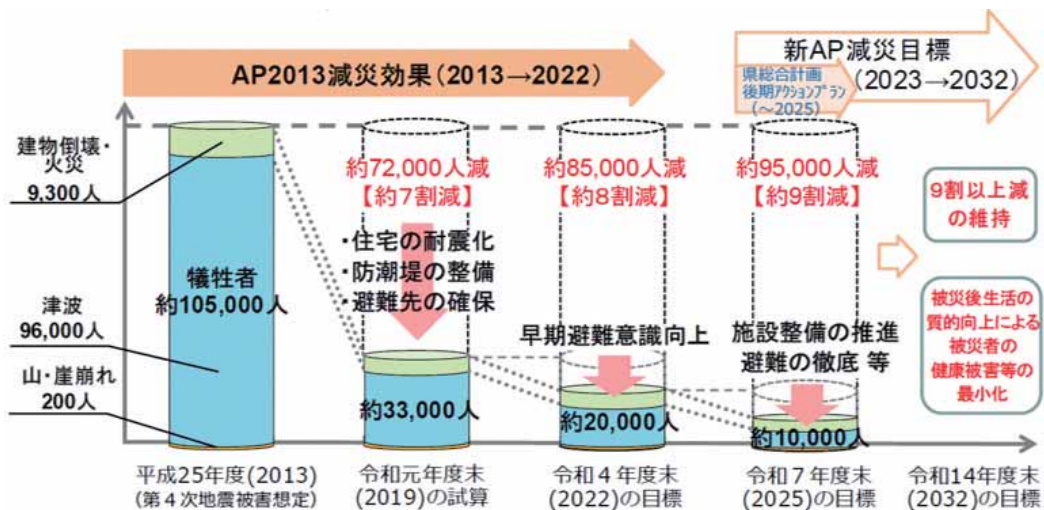 AP2013減災効果(2013→2022)
新AP減災目標
(2023→2032)
県総合計画
後期ｱｸｼｮﾝﾌﾟﾗﾝ
(～2025)
建物倒壊・
火災
9,300人
津波
96,000人
山・崖崩れ
200人
犠牲者
約105,000人
約72,000人減
【約7割減】
・住宅の耐震化
・防潮堤の整備
・避難先の確保
約33,000人
約85,000人減
【約8割減】
早期避難意識向上
約20,000人
約95,000人減
【約9割減】
施設整備の推進
避難の徹底 等
約10,000人
9割以上減
の維持
被災後生活の
質的向上による
被災者の
健康被害等の
最小化
平成25年度(2013)
(第４次地震被害想定)
令和元年度末
(2019)の試算
令和４年度末
(2022)の目標
令和７年度末
(2025)の目標
令和14年度末
(2032)の目標